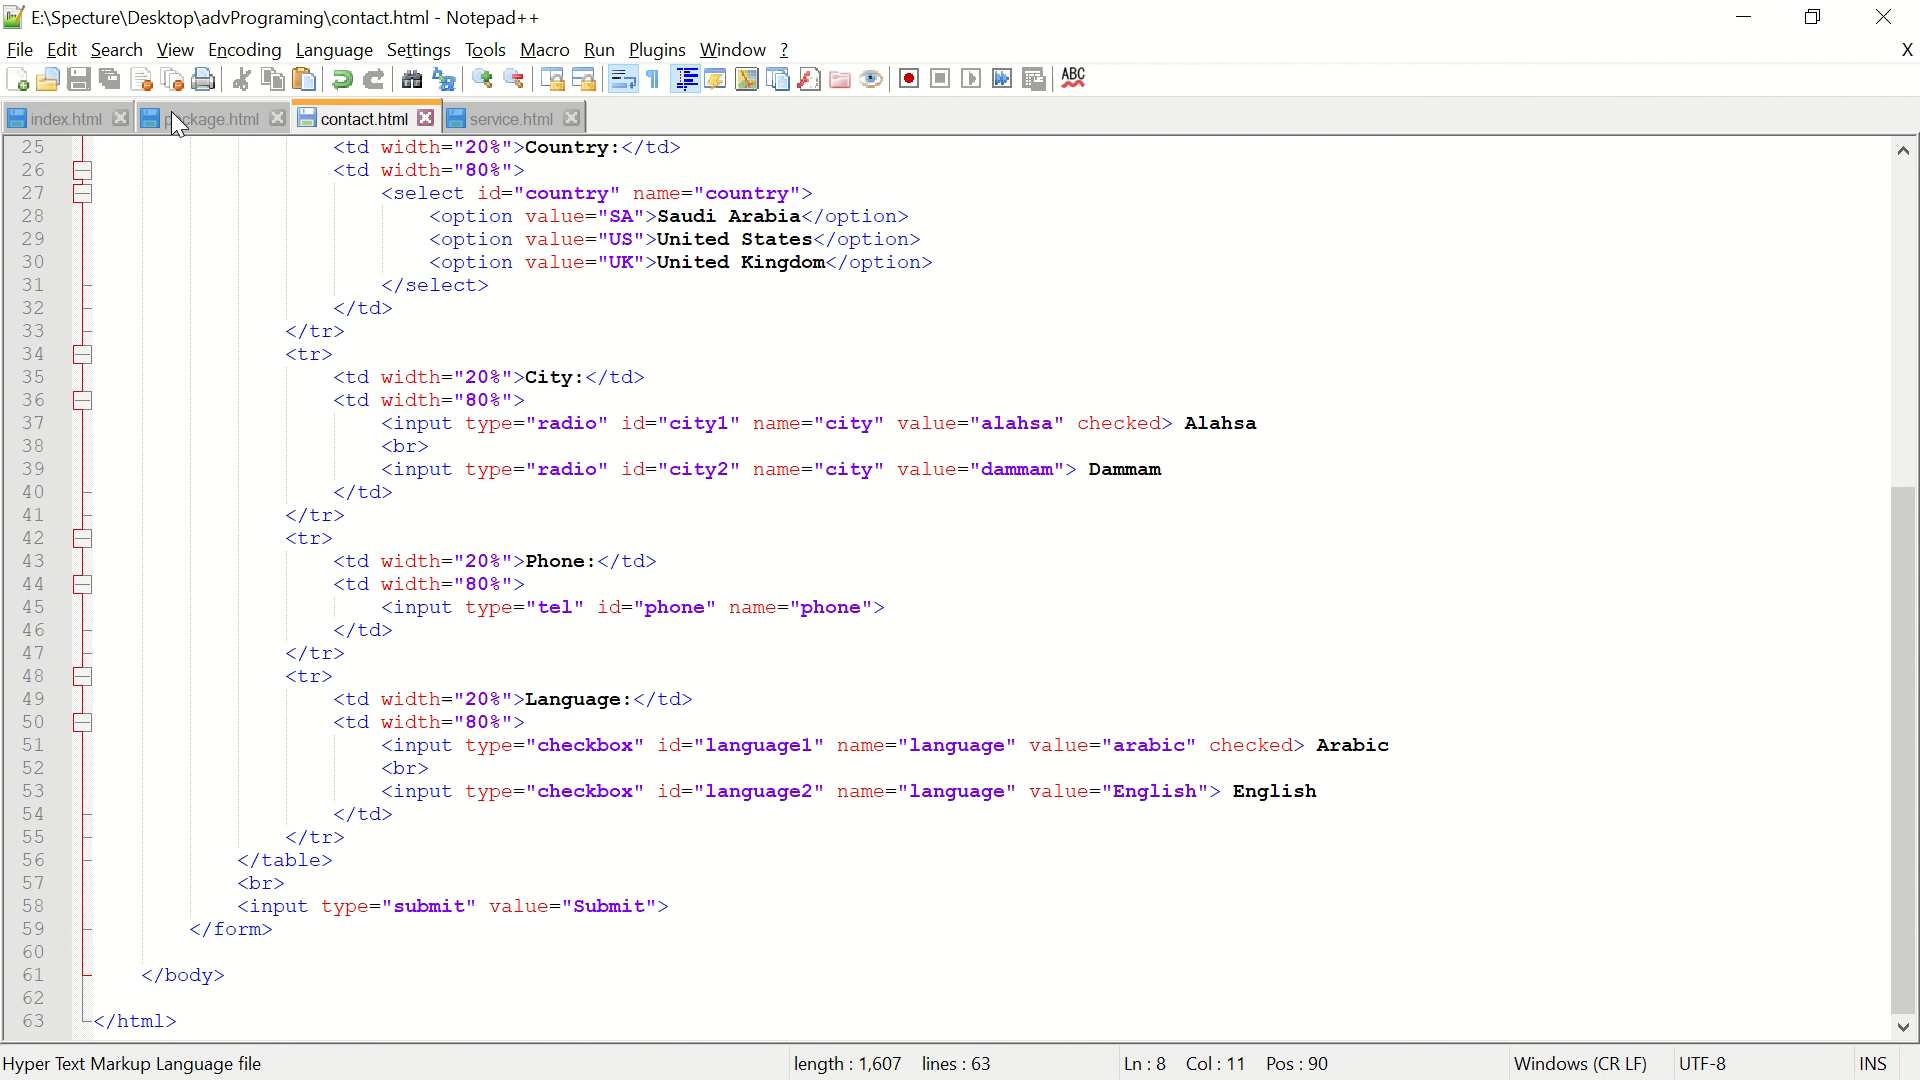 E:\Specture\Desktop\advPrograming\contact.html - Notepad++
File Edit Search View Encoding Language Settings Tools Macro Run Plugins Window ? X
ABC
index.html package.html contact.html service.html
25 <td width="20%">Country:</td>
26 <td width="80%">
27 <select id="country" name="country">
28 <option value="SA">Saudi Arabia</option>
29 <option value="US">United States</option>
30 <option value="UK">United Kingdom</option>
31 </select>
32 </td>
33 </tr>
34 <tr>
35 <td width="20%">City:</td>
36 <td width="80%">
37 <input type="radio" id="city1" name="city" value="alahsa" checked> Alahsa
38 <br>
39 <input type="radio" id="city2" name="city" value="dammam"> Dammam
40 </td>
41 </tr>
42 <tr>
43 <td width="20%">Phone:</td>
44 <td width="80%">
45 <input type="tel" id="phone" name="phone">
46 </td>
47 </tr>
48 <tr>
49 <td width="20%">Language:</td>
50 <td width="80%">
51 <input type="checkbox" id="language1" name="language" value="arabic" checked> Arabic
52 <br>
53 <input type="checkbox" id="language2" name="language" value="English"> English
54 </td>
55 </tr>
56 </table>
57 <br>
58 <input type="submit" value="Submit">
59 </form>
60
61 </body>
62
63 </html>
Hyper Text Markup Language file length : 1,607 lines : 63 Ln : 8 Col : 11 Pos : 90 Windows (CR LF) UTF-8 INS